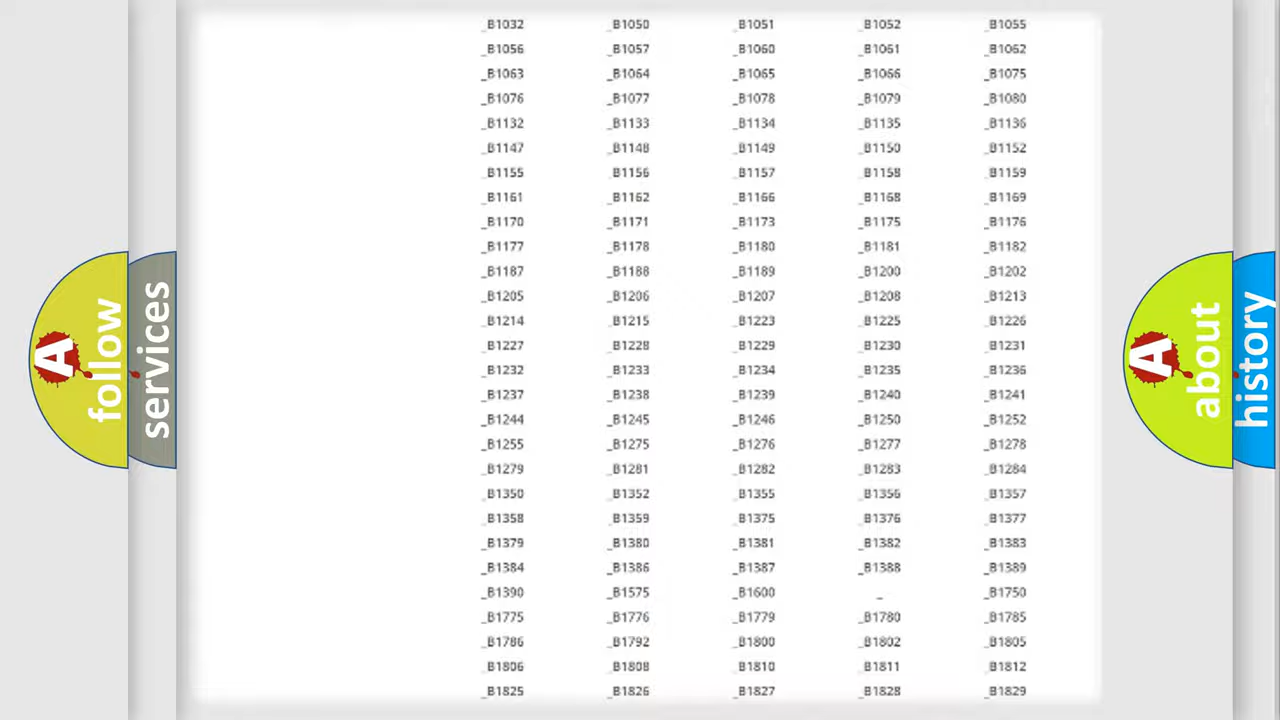 _B1032 _B1050 _B1051 _B1052 _B1055
_B1056 _B1057 _B1060 _B1061 _B1062
_B1063 _B1064 _B1065 _B1066 _B1075
_B1076 _B1077 _B1078 _B1079 _B1080
_B1132 _B1133 _B1134 _B1135 _B1136
_B1147 _B1148 _B1149 _B1150 _B1152
_B1155 _B1156 _B1157 _B1158 _B1159
_B1161 _B1162 _B1166 _B1168 _B1169
_B1170 _B1171 _B1173 _B1175 _B1176
_B1177 _B1178 _B1180 _B1181 _B1182
_B1187 _B1188 _B1189 _B1200 _B1202
_B1205 _B1206 _B1207 _B1208 _B1213
_B1214 _B1215 _B1223 _B1225 _B1226
_B1227 _B1228 _B1229 _B1230 _B1231
_B1232 _B1233 _B1234 _B1235 _B1236
_B1237 _B1238 _B1239 _B1240 _B1241
_B1244 _B1245 _B1246 _B1250 _B1252
_B1255 _B1275 _B1276 _B1277 _B1278
_B1279 _B1281 _B1282 _B1283 _B1284
_B1350 _B1352 _B1355 _B1356 _B1357
_B1358 _B1359 _B1375 _B1376 _B1377
_B1379 _B1380 _B1381 _B1382 _B1383
_B1384 _B1386 _B1387 _B1388 _B1389
_B1390 _B1575 _B1600 _ _B1750
_B1775 _B1776 _B1779 _B1780 _B1785
_B1786 _B1792 _B1800 _B1802 _B1805
_B1806 _B1808 _B1810 _B1811 _B1812
_B1825 _B1826 _B1827 _B1828 _B1829
A follow
services
A about
history